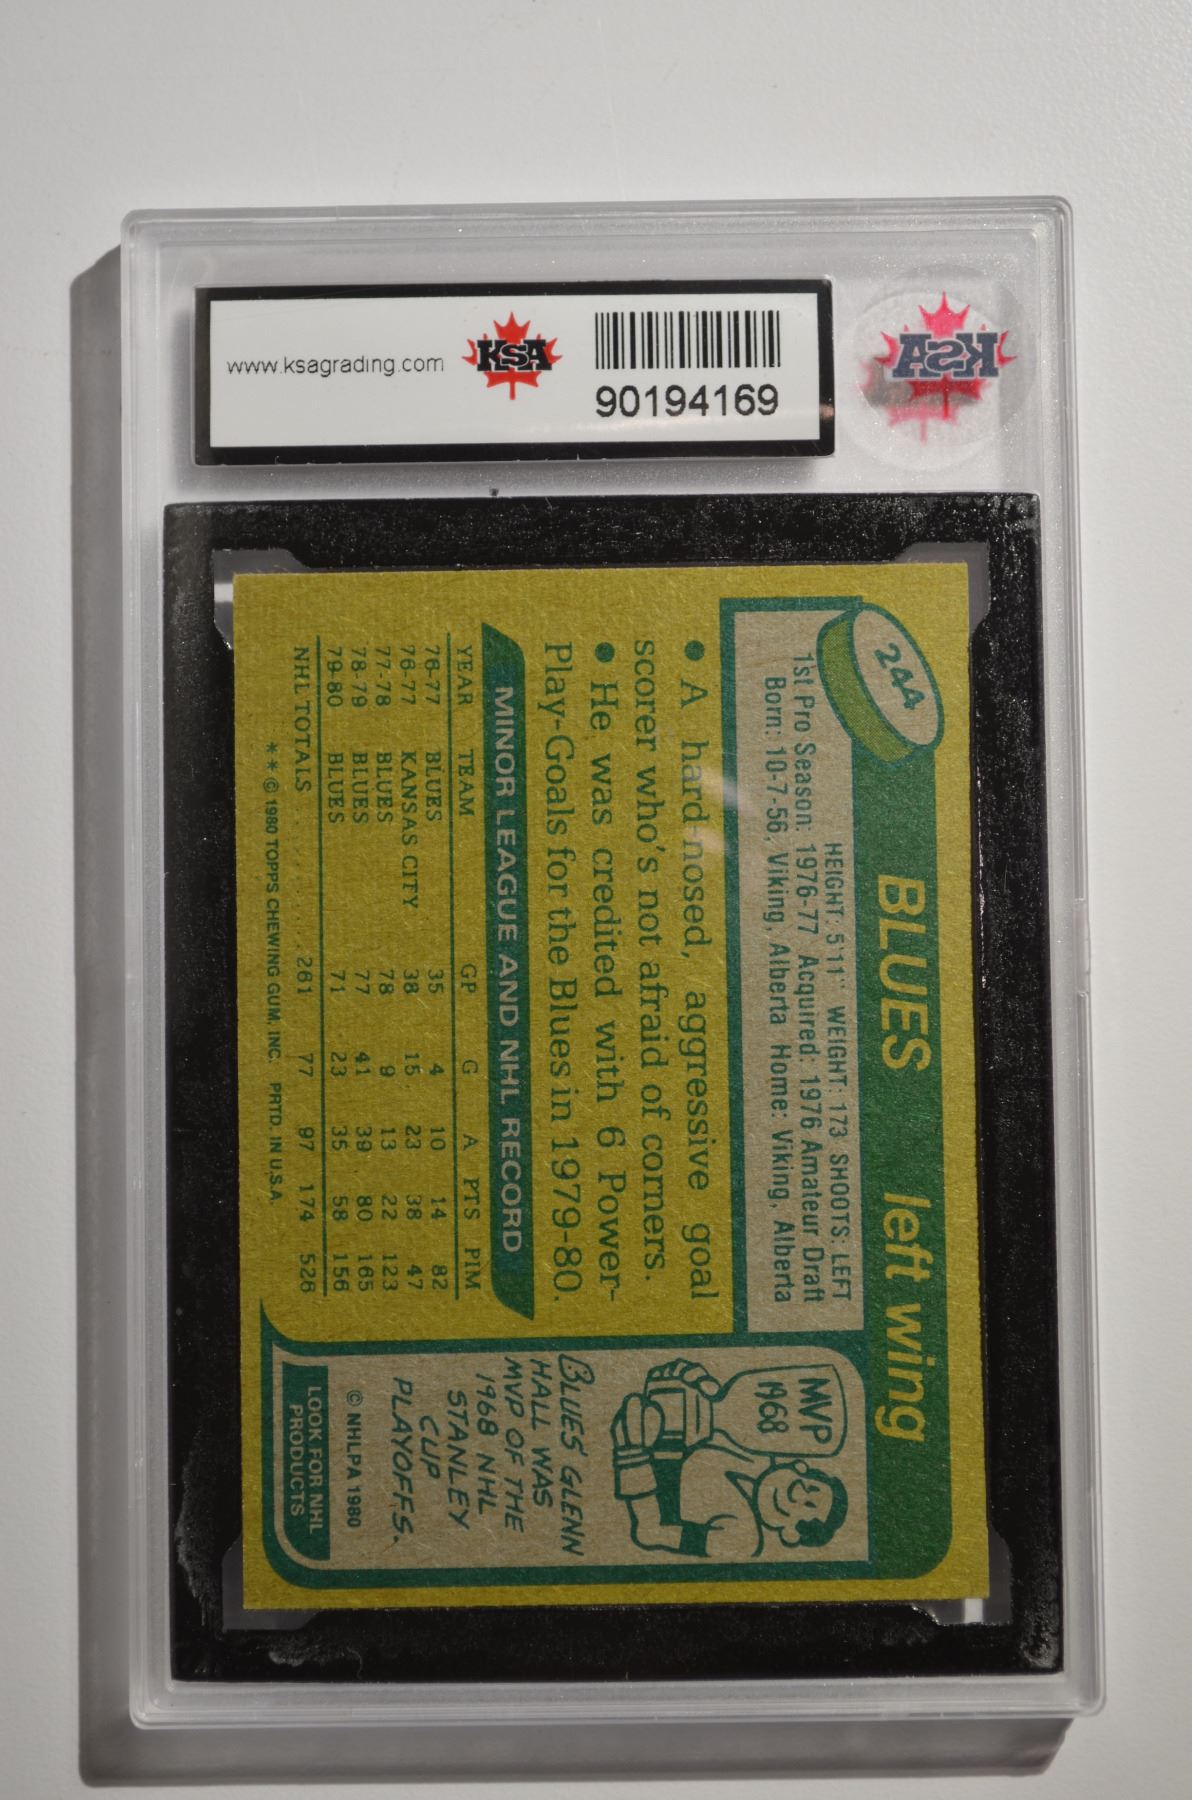 www.ksagrading.com
KSA
90194169
KSA
244
BLUES left wing
HEIGHT: 5'11" WEIGHT: 173 SHOOTS: LEFT
1st Pro Season: 1976-77 Acquired: 1976 Amateur Draft
Born: 10-7-56, Viking, Alberta Home: Viking, Alberta
• A hard-nosed, aggressive goal
scorer who's not afraid of corners.
• He was credited with 6 Power-
Play-Goals for the Blues in 1979-80.
MINOR LEAGUE AND NHL RECORD
YEAR TEAM GP G A PTS PIM
76-77 BLUES 35 4 10 14 82
76-77 KANSAS CITY 38 15 23 38 47
77-78 BLUES 78 9 13 22 123
78-79 BLUES 77 41 39 80 165
79-80 BLUES 71 23 35 58 156
NHL TOTALS .......... 261 77 97 174 526
**© 1980 TOPPS CHEWING GUM, INC. PRTD. IN U.S.A.
MVP
1968
BLUES GLENN
HALL WAS
MVP OF THE
1968 NHL
STANLEY
CUP
PLAYOFFS.
© NHLPA 1980
LOOK FOR NHL
PRODUCTS